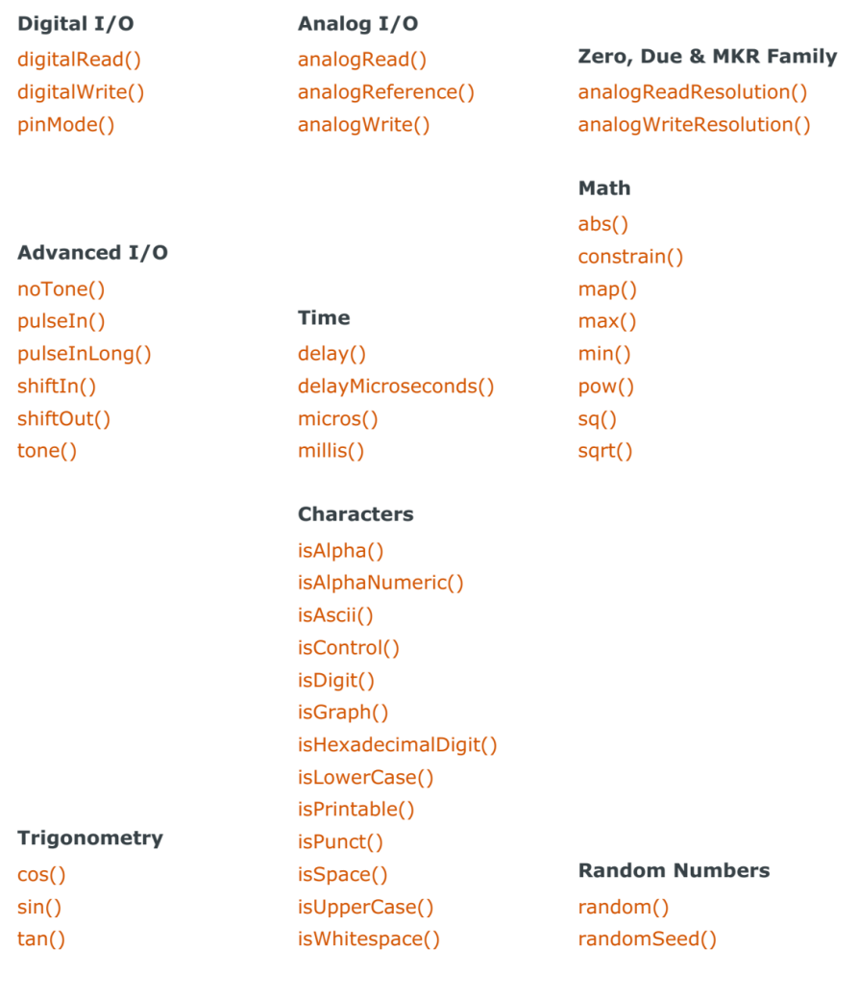 Digital I/O
digitalRead()
digitalWrite()
pinMode()
Analog I/O
analogRead()
analogReference()
analogWrite()
Zero, Due & MKR Family
analogReadResolution()
analogWriteResolution()
Advanced I/O
noTone()
pulseIn()
pulseInLong()
shiftIn()
shiftOut()
tone()
Time
delay()
delayMicroseconds()
micros()
millis()
Math
abs()
constrain()
map()
max()
min()
pow()
sq()
sqrt()
Trigonometry
cos()
sin()
tan()
Characters
isAlpha()
isAlphaNumeric()
isAscii()
isControl()
isDigit()
isGraph()
isHexadecimalDigit()
isLowerCase()
isPrintable()
isPunct()
isSpace()
isUpperCase()
isWhitespace()
Random Numbers
random()
randomSeed()